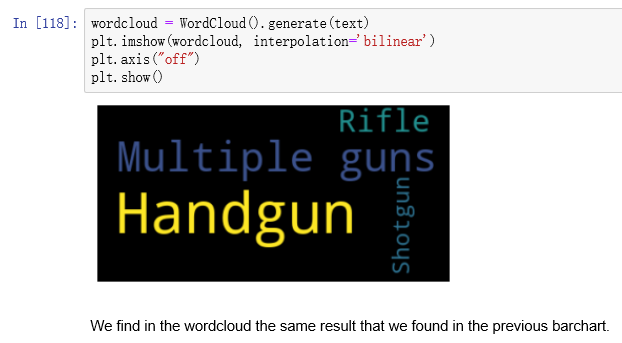 In [118]: wordcloud = WordCloud().generate(text)
plt.imshow(wordcloud, interpolation='bilinear')
plt.axis("off")
plt.show()
Rifle
Multiple guns
Handgun
Shotgun
We find in the wordcloud the same result that we found in the previous barchart.